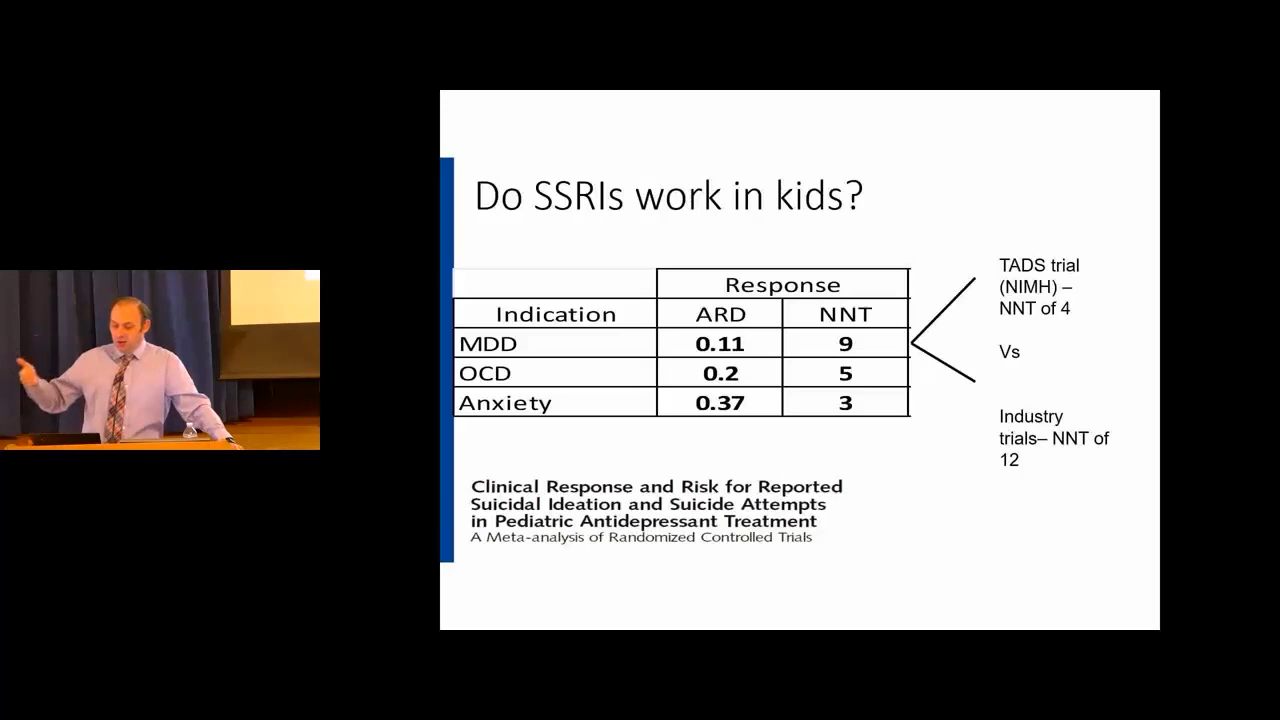 Do SSRIs work in kids?
Response
Indication ARD NNT
MDD 0.11 9
OCD 0.2 5
Anxiety 0.37 3
TADS trial
(NIMH) –
NNT of 4
Vs
Industry
trials– NNT of
12
Clinical Response and Risk for Reported
Suicidal Ideation and Suicide Attempts
in Pediatric Antidepressant Treatment
A Meta-analysis of Randomized Controlled Trials